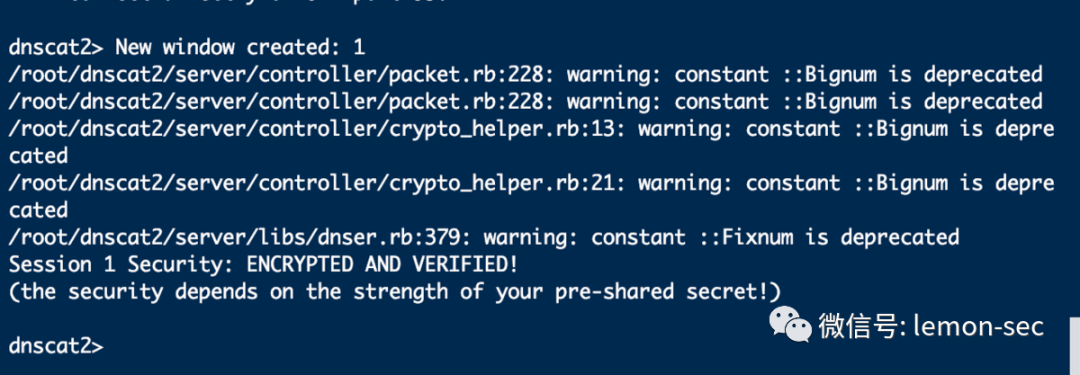 dnscat2> New window created: 1
/root/dnscat2/server/controller/packet.rb:228: warning: constant ::Bignum is deprecated
/root/dnscat2/server/controller/packet.rb:228: warning: constant ::Bignum is deprecated
/root/dnscat2/server/controller/crypto_helper.rb:13: warning: constant ::Bignum is depre
cated
/root/dnscat2/server/controller/crypto_helper.rb:21: warning: constant ::Bignum is depre
cated
/root/dnscat2/server/libs/dnser.rb:379: warning: constant ::Fixnum is deprecated
Session 1 Security: ENCRYPTED AND VERIFIED!
(the security depends on the strength of your pre-shared secret!)
微信号: lemon-sec
dnscat2>